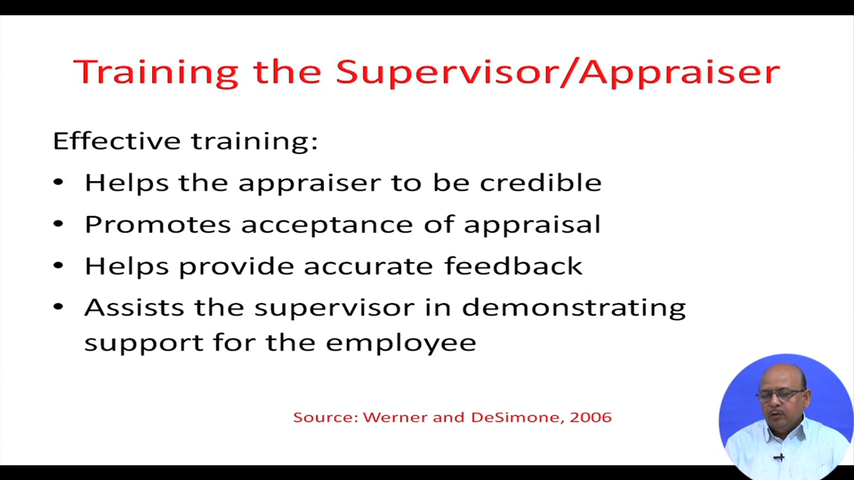 Training the Supervisor/Appraiser
Effective training:
• Helps the appraiser to be credible
• Promotes acceptance of appraisal
• Helps provide accurate feedback
• Assists the supervisor in demonstrating
support for the employee
Source: Werner and DeSimone, 2006